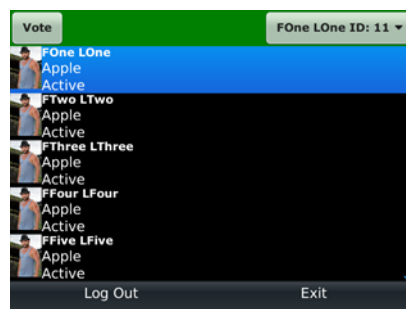 Vote
FOne LOne ID: 11
FOne LOne
Apple
Active
FTwo LTwo
Apple
Active
FThree LThree
Apple
Active
FFour LFour
Apple
Active
FFive LFive
Apple
Active
Log Out
Exit